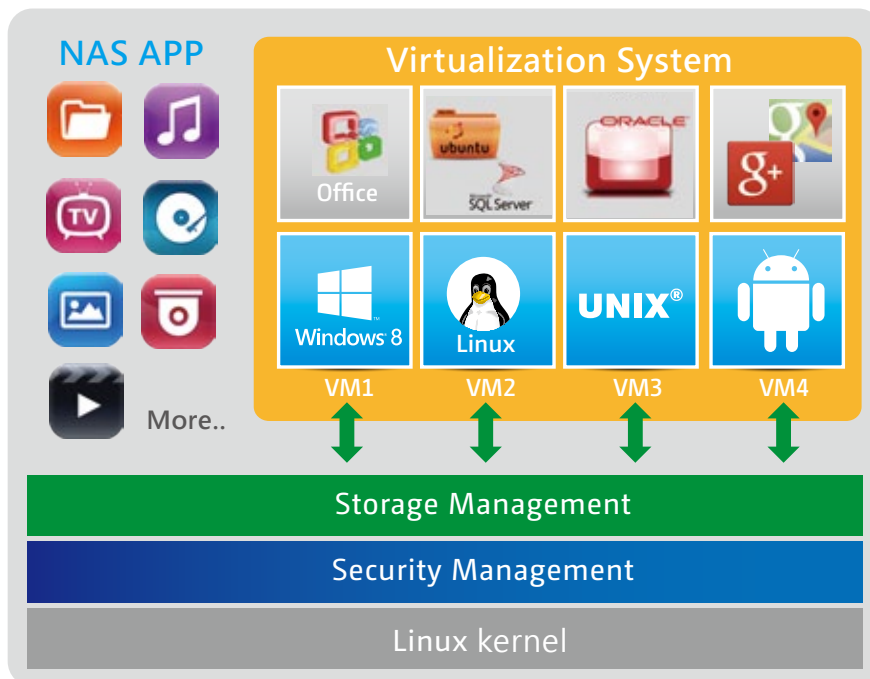 NAS APP
TV
More..
Virtualization System
Office
ubuntu
SQL Server
ORACLE
g+
Windows 8
Linux
UNIX®
VM1
VM2
VM3
VM4
Storage Management
Security Management
Linux kernel